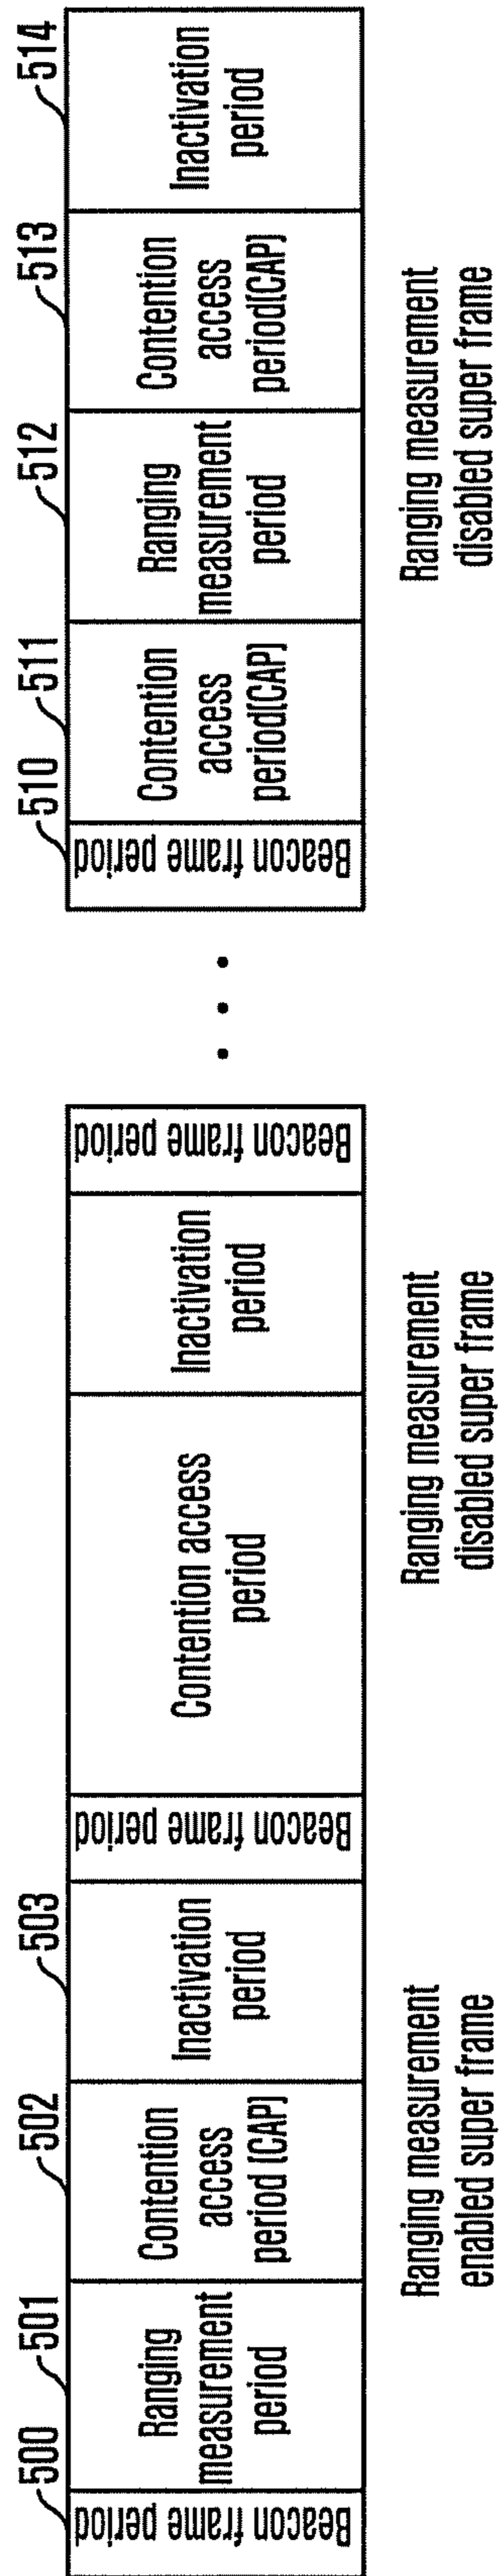 500
501
502
503
Beacon frame period
Ranging
measurement
period
Contention
access
period (CAP)
Inactivation
period
Beacon frame period
Contention access
period
Inactivation
period
Beacon frame period
Ranging measurement
enabled super frame
Ranging measurement
disabled super frame
510
511
512
513
514
Beacon frame period
Contention
access
period(CAP)
Ranging
measurement
period
Contention
access
period(CAP)
Inactivation
period
Ranging measurement
disabled super frame